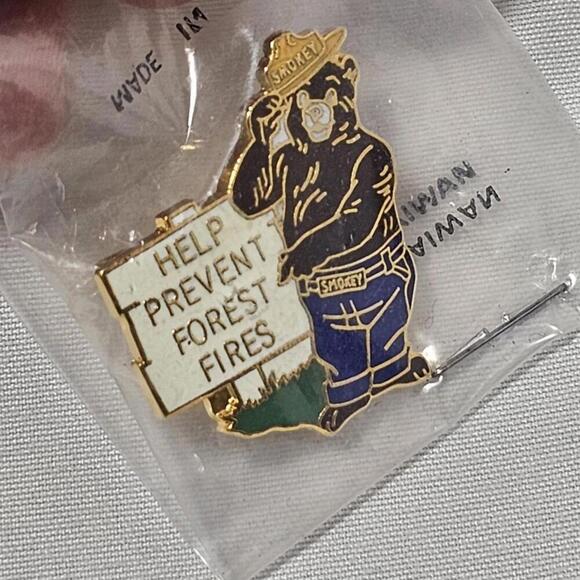 MADE IN
TAIWAN
SMOKEY
HELP
PREVENT
FOREST
FIRES
SMOKEY